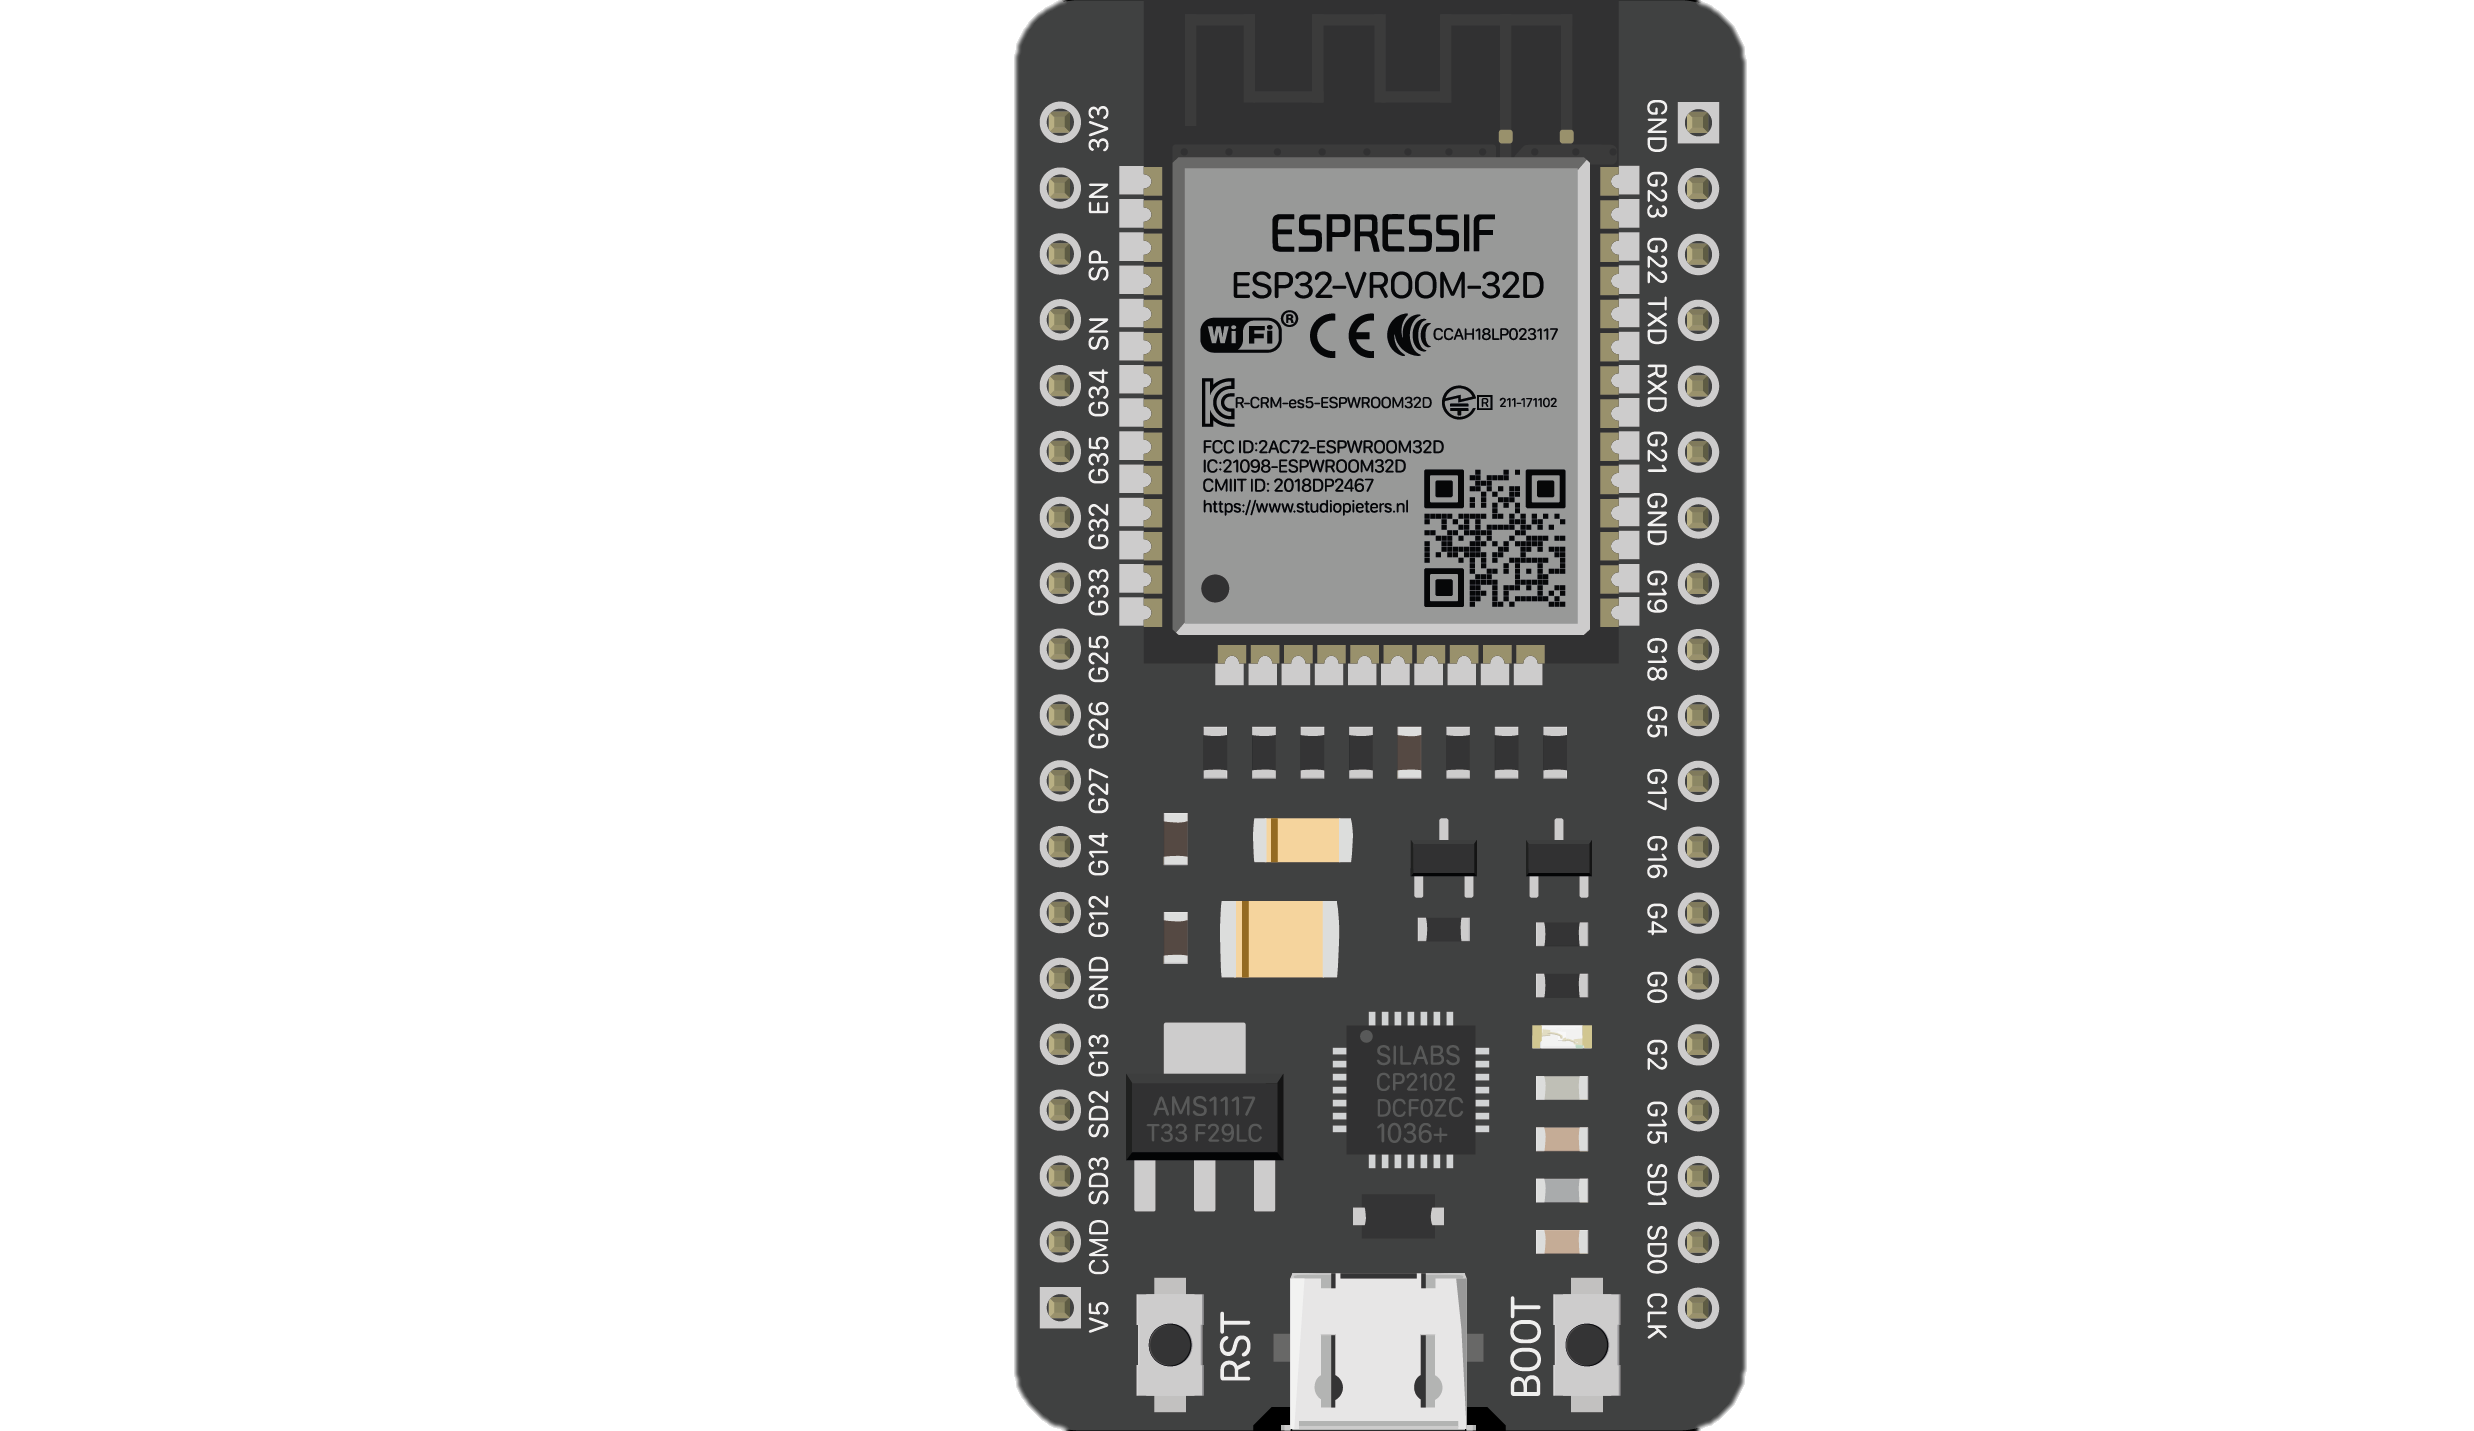 3V3
EN
SP
SN
G34
G35
G32
G33
G25
G26
G27
G14
G12
GND
G13
SD2
SD3
CMD
V5
ESPRESSIF
ESP32-VROOM-32D
WiFi® CE CCAH18LP023117
R-CRM-es5-ESPWROOM32D R 211-171102
FCC ID:2AC72-ESPWROOM32D
IC:21098-ESPWROOM32D
CMIIT ID: 2018DP2467
https://www.studiopieters.nl
AMS1117
T33 F29LC
SILABS
CP2102
DCF0ZC
1036+
RST
BOOT
GND
G23
G22
TXD
RXD
G21
GND
G19
G18
G5
G17
G16
G4
G0
G2
G15
SD1
SD0
CLK